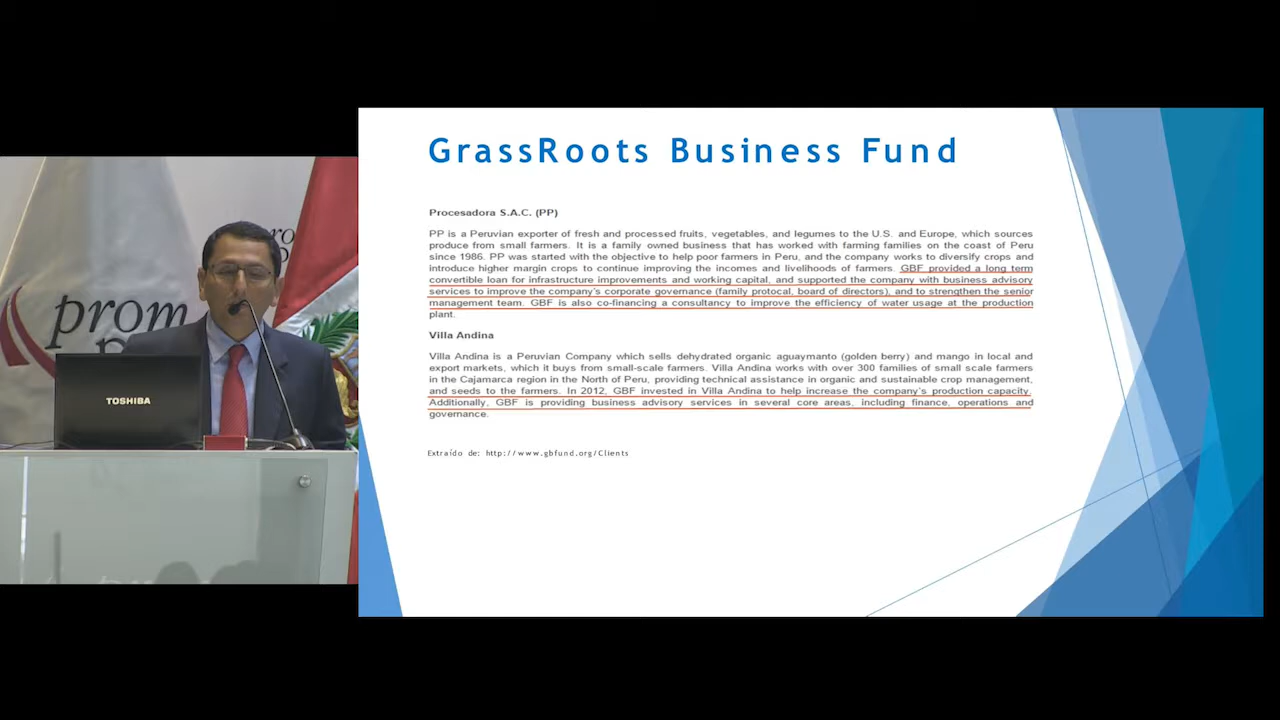 GrassRoots Business Fund
Procesadora S.A.C. (PP)
PP is a Peruvian exporter of fresh and processed fruits, vegetables, and legumes to the U.S. and Europe, which sources
produce from small farmers. It is a family owned business that has worked with farming families on the coast of Peru
since 1986. PP was started with the objective to help poor farmers in Peru, and the company works to diversify crops and
introduce higher margin crops to continue improving the incomes and livelihoods of farmers. GBF provided a long term
convertible loan for infrastructure improvements and working capital, and supported the company with business advisory
services to improve the company's corporate governance (family protocal, board of directors), and to strengthen the senior
management team. GBF is also co-financing a consultancy to improve the efficiency of water usage at the production
plant.
Villa Andina
Villa Andina is a Peruvian Company which sells dehydrated organic aguaymanto (golden berry) and mango in local and
export markets, which it buys from small-scale farmers. Villa Andina works with over 300 families of small scale farmers
in the Cajamarca region in the North of Peru, providing technical assistance in organic and sustainable crop management,
and seeds to the farmers. In 2012, GBF invested in Villa Andina to help increase the company's production capacity.
Additionally, GBF is providing business advisory services in several core areas, including finance, operations and
governance.
Extraído de: http://www.gbfund.org/Clients
prom
TOSHIBA